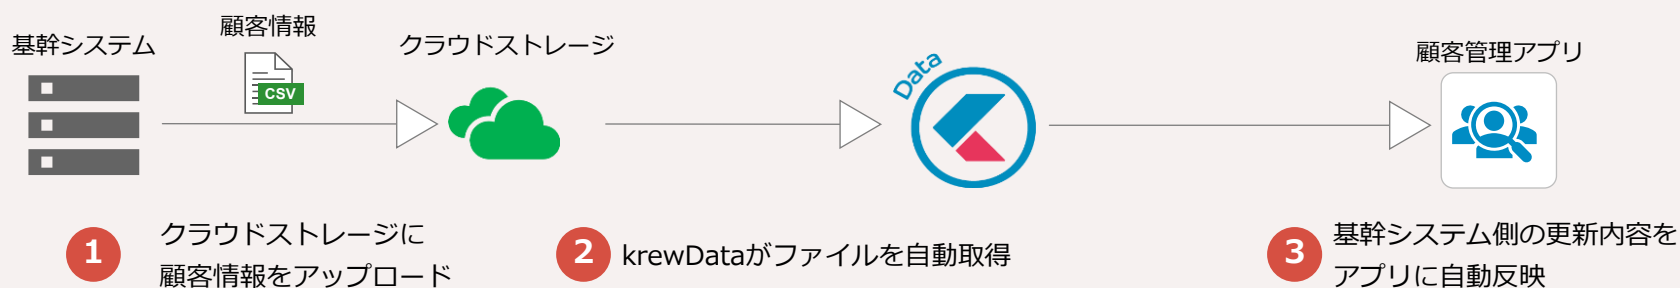 基幹システム
顧客情報
CSV
クラウドストレージ
Data
顧客管理アプリ
1
クラウドストレージに
顧客情報をアップロード
2
krewDataがファイルを自動取得
3
基幹システム側の更新内容を
アプリに自動反映